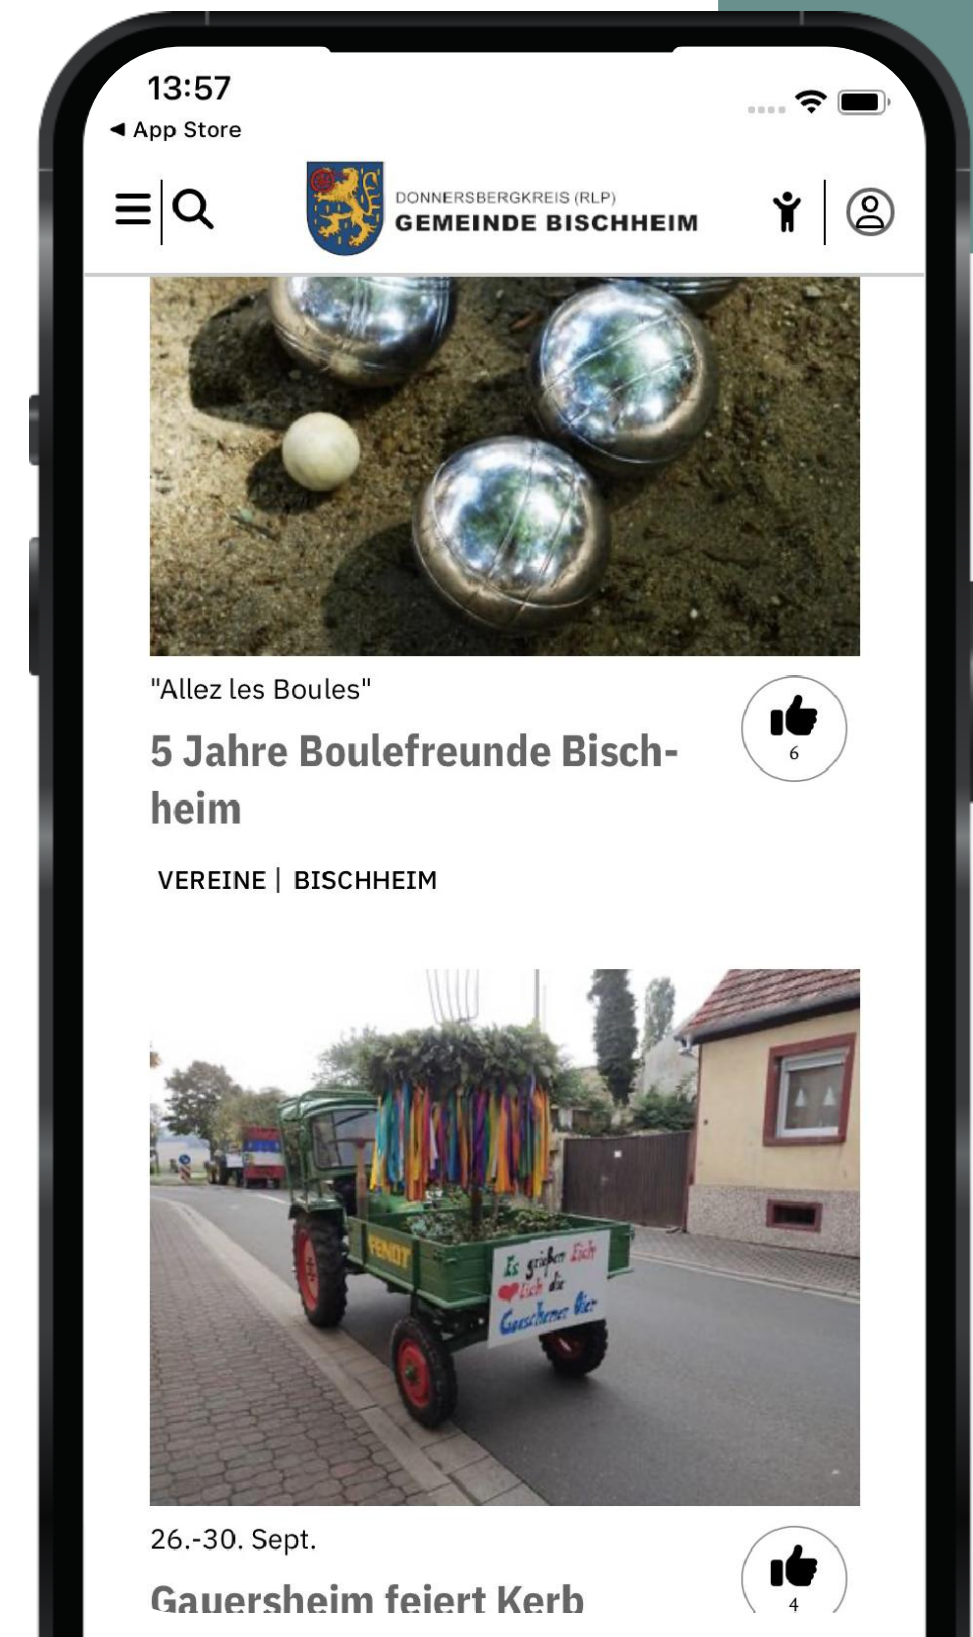 13:57
◀ App Store
DONNERSBERGKREIS (RLP)
GEMEINDE BISCHHEIM
"Allez les Boules"
5 Jahre Boulefreunde Bisch-
heim
6
VEREINE | BISCHHEIM
FENDT
Es grüßen Eich
❤lich die
26.-30. Sept.
Gauersheim feiert Kerb
4